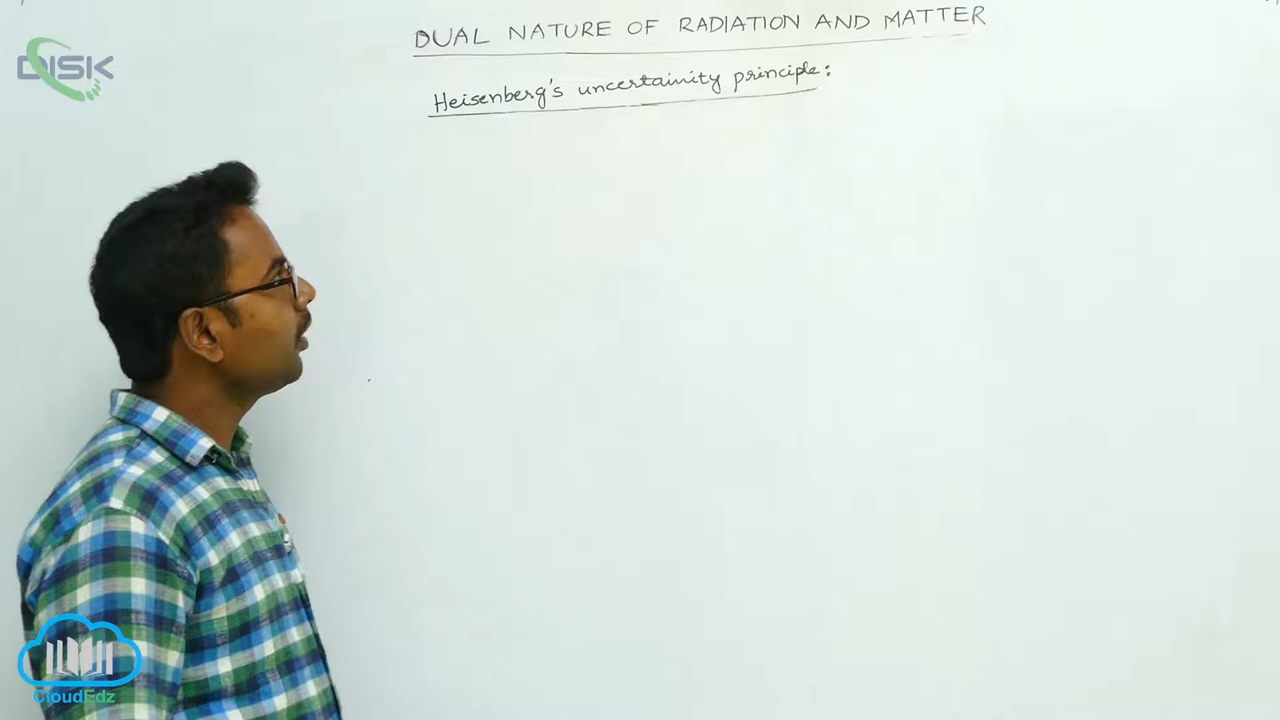 DUAL NATURE OF RADIATION AND MATTER
DISK
Heisenberg's uncertainity principle:
CloudEdz